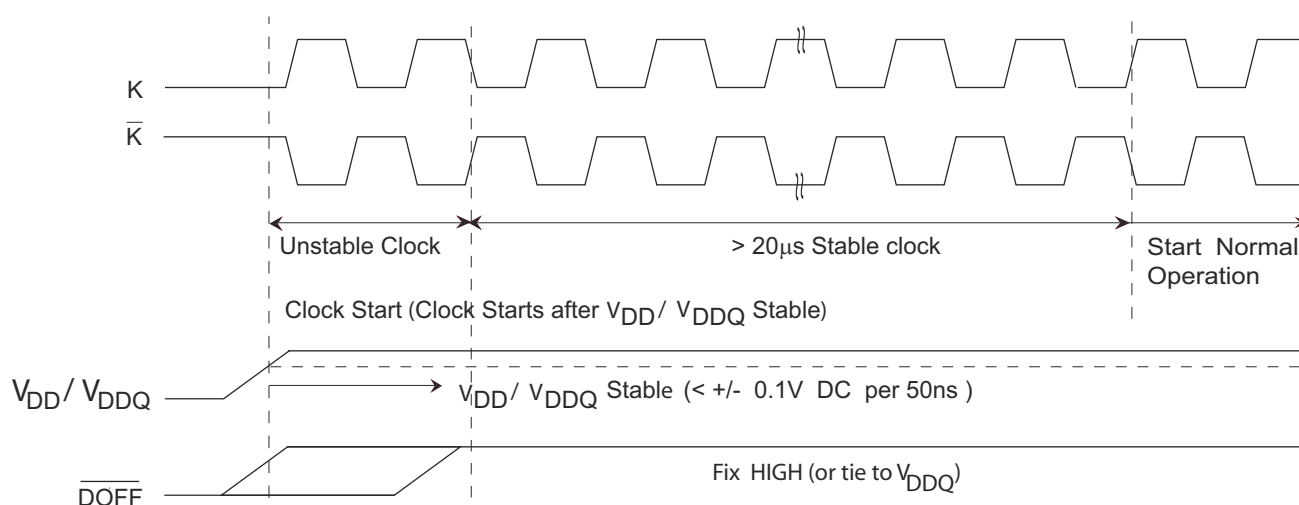 K
K̅
Unstable Clock
> 20μs Stable clock
Start Normal
Operation
Clock Start (Clock Starts after VDD/ VDDQ Stable)
VDD/ VDDQ
VDD/ VDDQ Stable (< +/- 0.1V DC per 50ns )
Fix HIGH (or tie to VDDQ)
DOFF